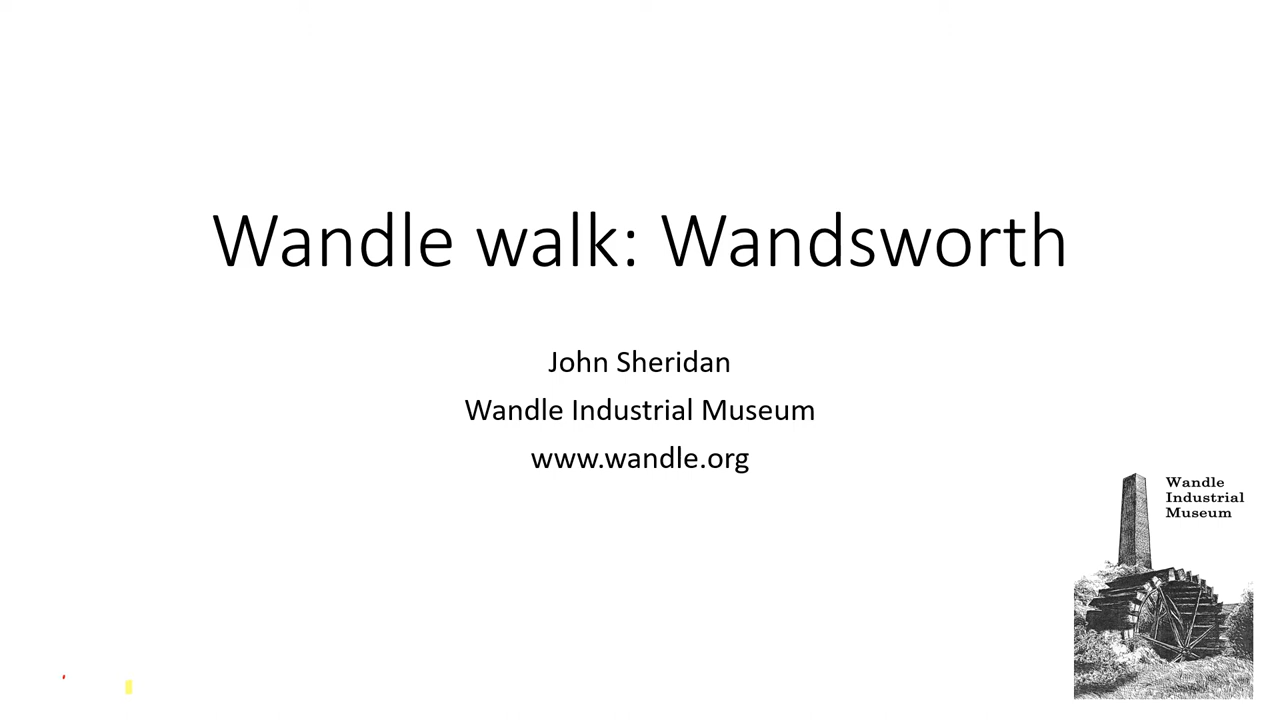 Wandle walk: Wandsworth
John Sheridan
Wandle Industrial Museum
www.wandle.org
Wandle
Industrial
Museum